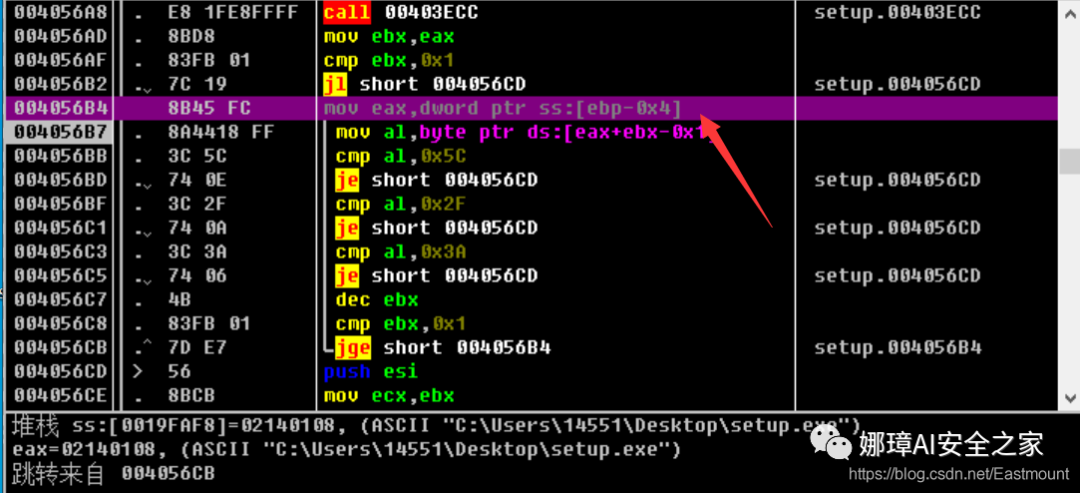 004056A8 . E8 1FE8FFFF call 00403ECC setup.00403ECC
004056AD . 8BD8 mov ebx,eax
004056AF . 83FB 01 cmp ebx,0x1
004056B2 .⌄ 7C 19 jl short 004056CD setup.004056CD
004056B4 8B45 FC mov eax,dword ptr ss:[ebp-0x4]
004056B7 . 8A4418 FF mov al,byte ptr ds:[eax+ebx-0x1]
004056BB . 3C 5C cmp al,0x5C
004056BD .⌄ 74 0E je short 004056CD setup.004056CD
004056BF . 3C 2F cmp al,0x2F
004056C1 .⌄ 74 0A je short 004056CD setup.004056CD
004056C3 . 3C 3A cmp al,0x3A
004056C5 .⌄ 74 06 je short 004056CD setup.004056CD
004056C7 . 4B dec ebx
004056C8 . 83FB 01 cmp ebx,0x1
004056CB .^ 7D E7 jge short 004056B4 setup.004056B4
004056CD > 56 push esi
004056CE . 8BCB mov ecx,ebx
堆栈 ss:[0019FAF8]=02140108, (ASCII "C:\Users\14551\Desktop\setup.exe")
eax=02140108, (ASCII "C:\Users\14551\Desktop\setup.exe")
跳转来自 004056CB
娜璋AI安全之家
https://blog.csdn.net/Eastmount